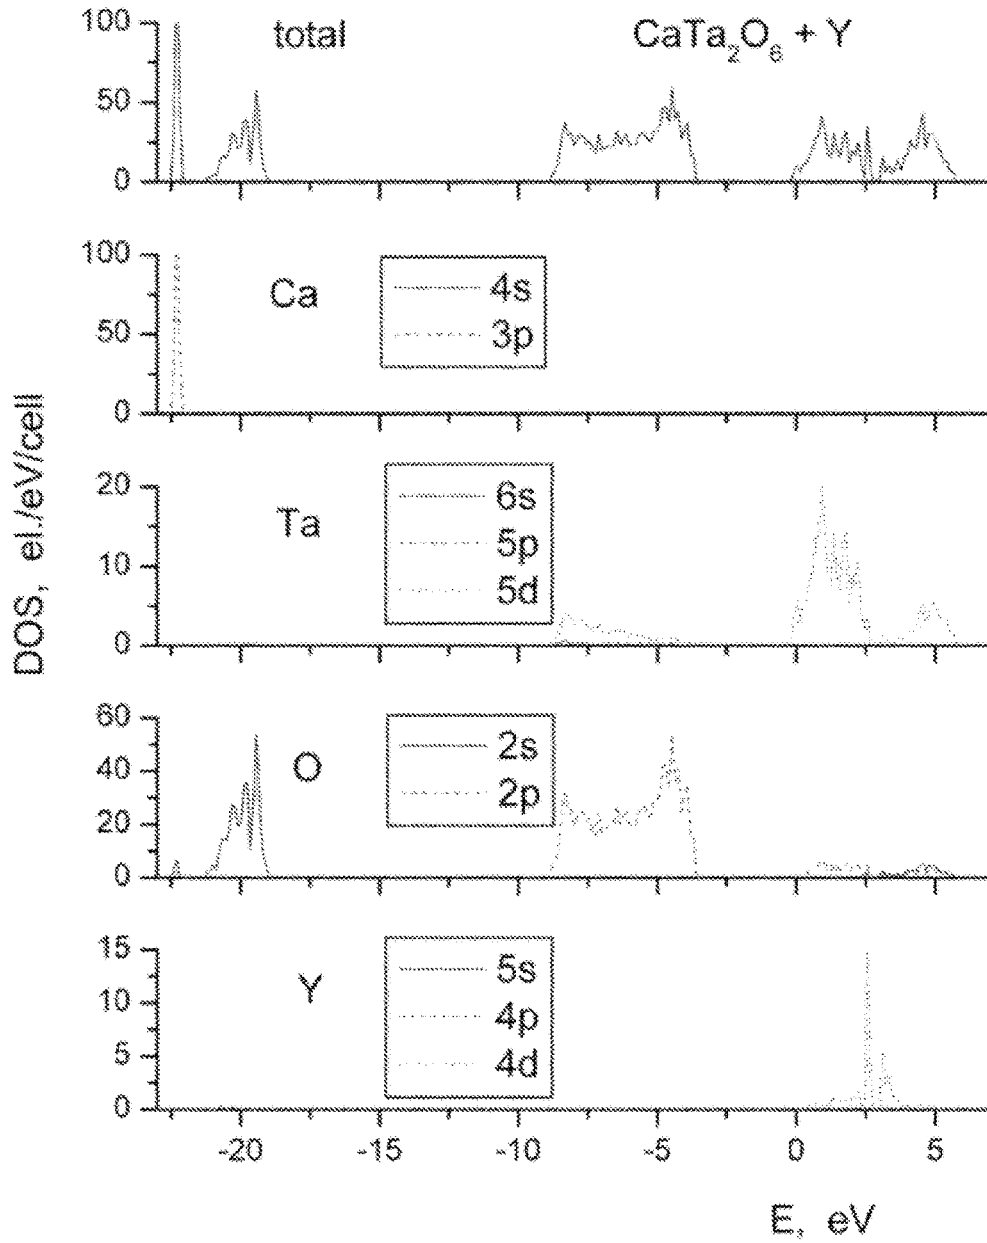 total CaTa₂O₆ + Y
100
50
0
Ca
4s
3p
100
50
0
Ta
6s
5p
5d
20
10
0
O
2s
2p
60
40
20
0
Y
5s
4p
4d
15
10
5
0
-20 -15 -10 -5 0 5
E, eV
DOS, el./eV/cell